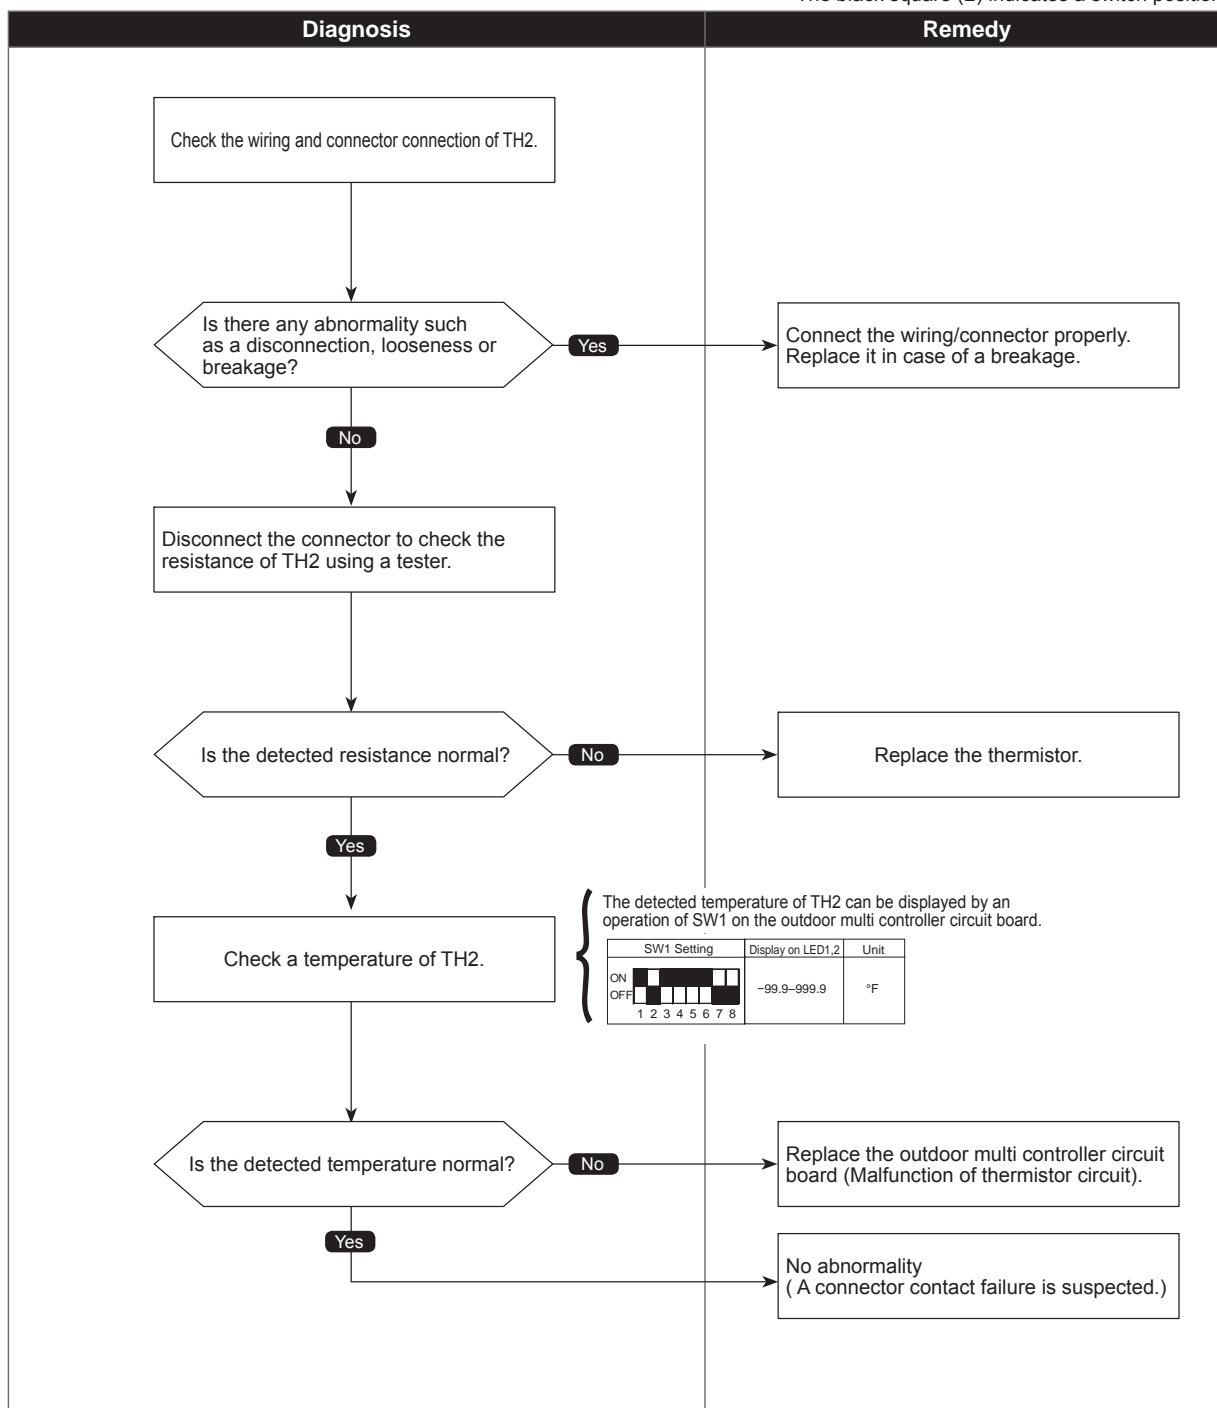 The black square (■) indicates a switch position
Diagnosis
Remedy
Check the wiring and connector connection of TH2.
Is there any abnormality such
as a disconnection, looseness or
breakage?
Yes
Connect the wiring/connector properly.
Replace it in case of a breakage.
No
Disconnect the connector to check the
resistance of TH2 using a tester.
Is the detected resistance normal?
No
Replace the thermistor.
Yes
Check a temperature of TH2.
The detected temperature of TH2 can be displayed by an
operation of SW1 on the outdoor multi controller circuit board.
SW1 Setting
Display on LED1,2
Unit
ON
OFF
1 2 3 4 5 6 7 8
−99.9–999.9
°F
Is the detected temperature normal?
No
Replace the outdoor multi controller circuit
board (Malfunction of thermistor circuit).
Yes
No abnormality
( A connector contact failure is suspected.)